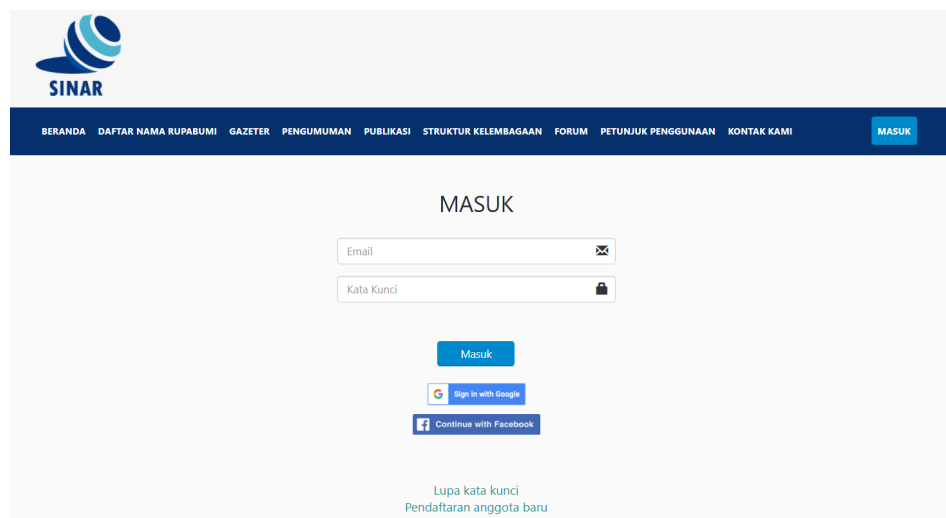 SINAR
BERANDA DAFTAR NAMA RUPABUMI GAZETER PENGUMUMAN PUBLIKASI STRUKTUR KELEMBAGAAN FORUM PETUNJUK PENGGUNAAN KONTAK KAMI MASUK
MASUK
Email
Kata Kunci
Masuk
G Sign in with Google
f Continue with Facebook
Lupa kata kunci
Pendaftaran anggota baru